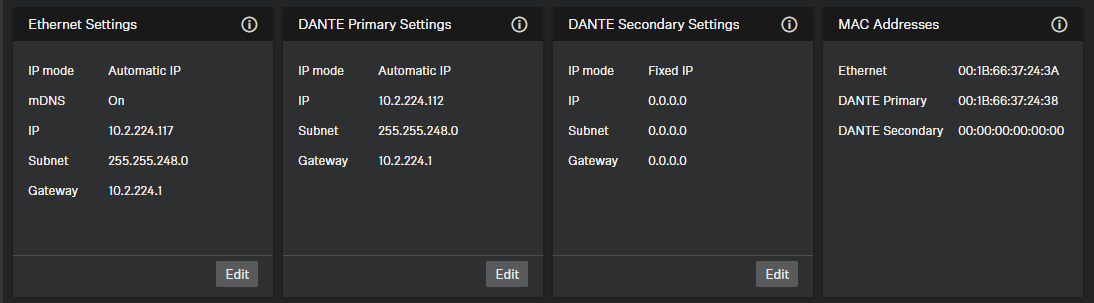 Ethernet Settings
IP mode Automatic IP
mDNS On
IP 10.2.224.117
Subnet 255.255.248.0
Gateway 10.2.224.1
Edit
DANTE Primary Settings
IP mode Automatic IP
IP 10.2.224.112
Subnet 255.255.248.0
Gateway 10.2.224.1
Edit
DANTE Secondary Settings
IP mode Fixed IP
IP 0.0.0.0
Subnet 0.0.0.0
Gateway 0.0.0.0
Edit
MAC Addresses
Ethernet 00:1B:66:37:24:3A
DANTE Primary 00:1B:66:37:24:38
DANTE Secondary 00:00:00:00:00:00